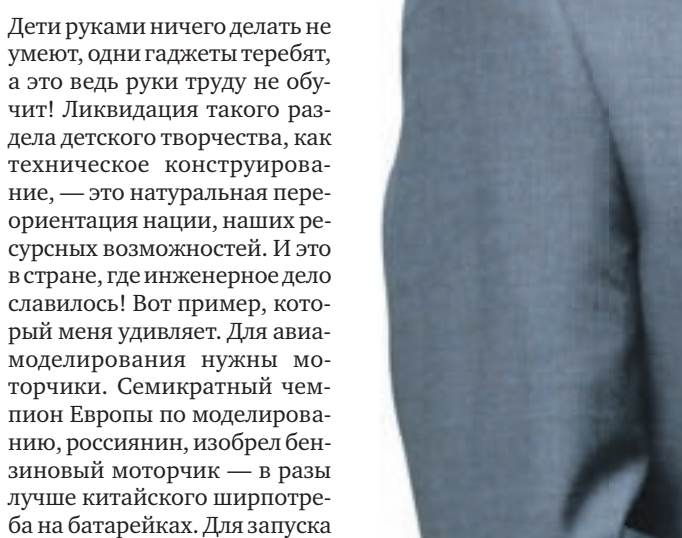 Дети руками ничего делать не
умеют, одни гаджеты теребят,
а это ведь руки труду не обу-
чит! Ликвидация такого раз-
дела детского творчества, как
техническое конструирова-
ние, — это натуральная пере-
ориентация нации, наших ре-
сурсных возможностей. И это
в стране, где инженерное дело
славилось! Вот пример, кото-
рый меня удивляет. Для авиа-
моделирования нужны мо-
торчики. Семикратный чем-
пион Европы по моделирова-
нию, россиянин, изобрел бен-
зиновый моторчик — в разы
лучше китайского ширпотре-
ба на батарейках. Для запуска